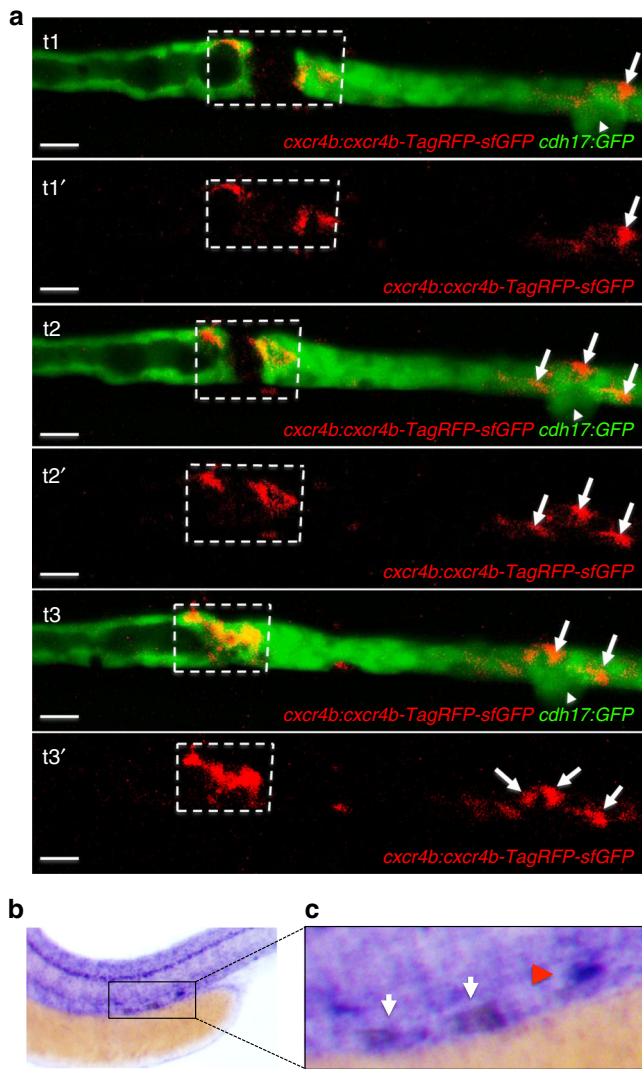 a
t1
cxcr4b:cxcr4b-TagRFP-sfGFP cdh17:GFP
t1′
cxcr4b:cxcr4b-TagRFP-sfGFP
t2
cxcr4b:cxcr4b-TagRFP-sfGFP cdh17:GFP
t2′
cxcr4b:cxcr4b-TagRFP-sfGFP
t3
cxcr4b:cxcr4b-TagRFP-sfGFP cdh17:GFP
t3′
cxcr4b:cxcr4b-TagRFP-sfGFP
b
c